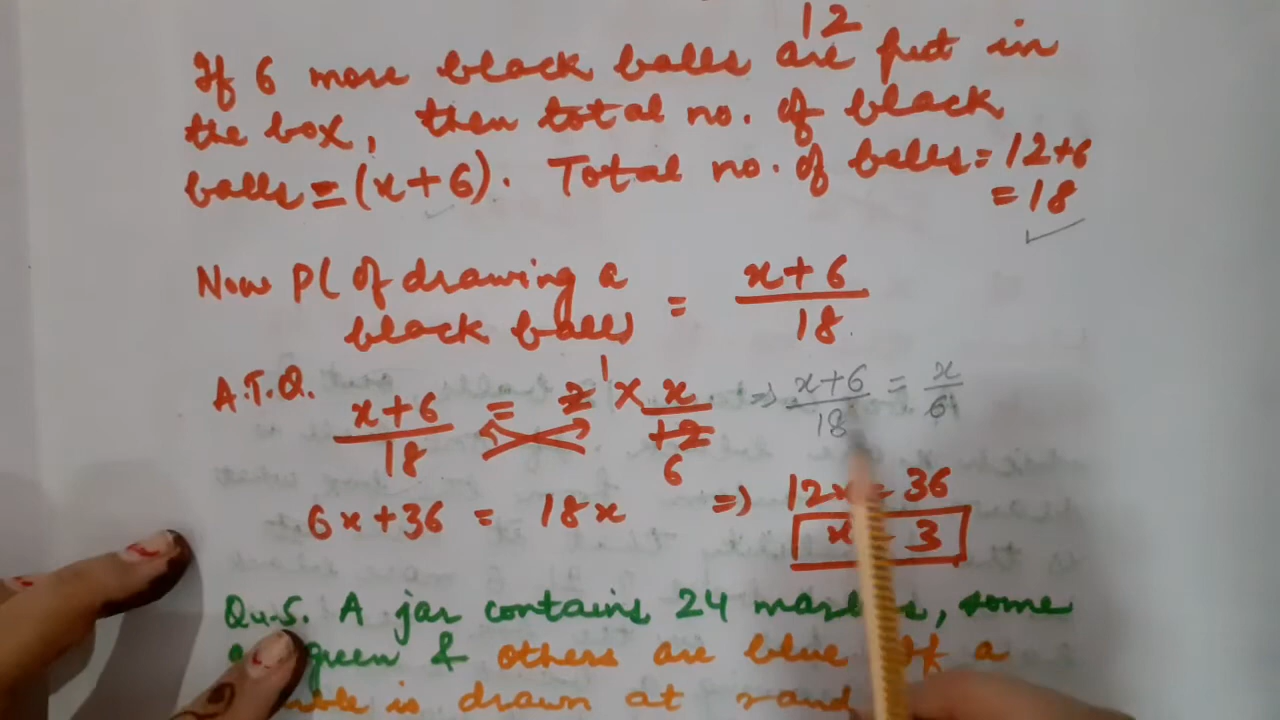 12
If 6 more black balls are put in
the box, then total no. of black
balls = (x+6). Total no. of balls = 12+6
= 18
Now P( of drawing a
black balls) = x+6/18
A.T.Q. x+6/18 = 2 1 × x/12 6 ⇒ x+6/18 = x/6
6x+36 = 18x ⇒ 12x = 36
x = 3
Qu.5. A jar contains 24 marbles, some
green & others are blue. If a
is drawn at